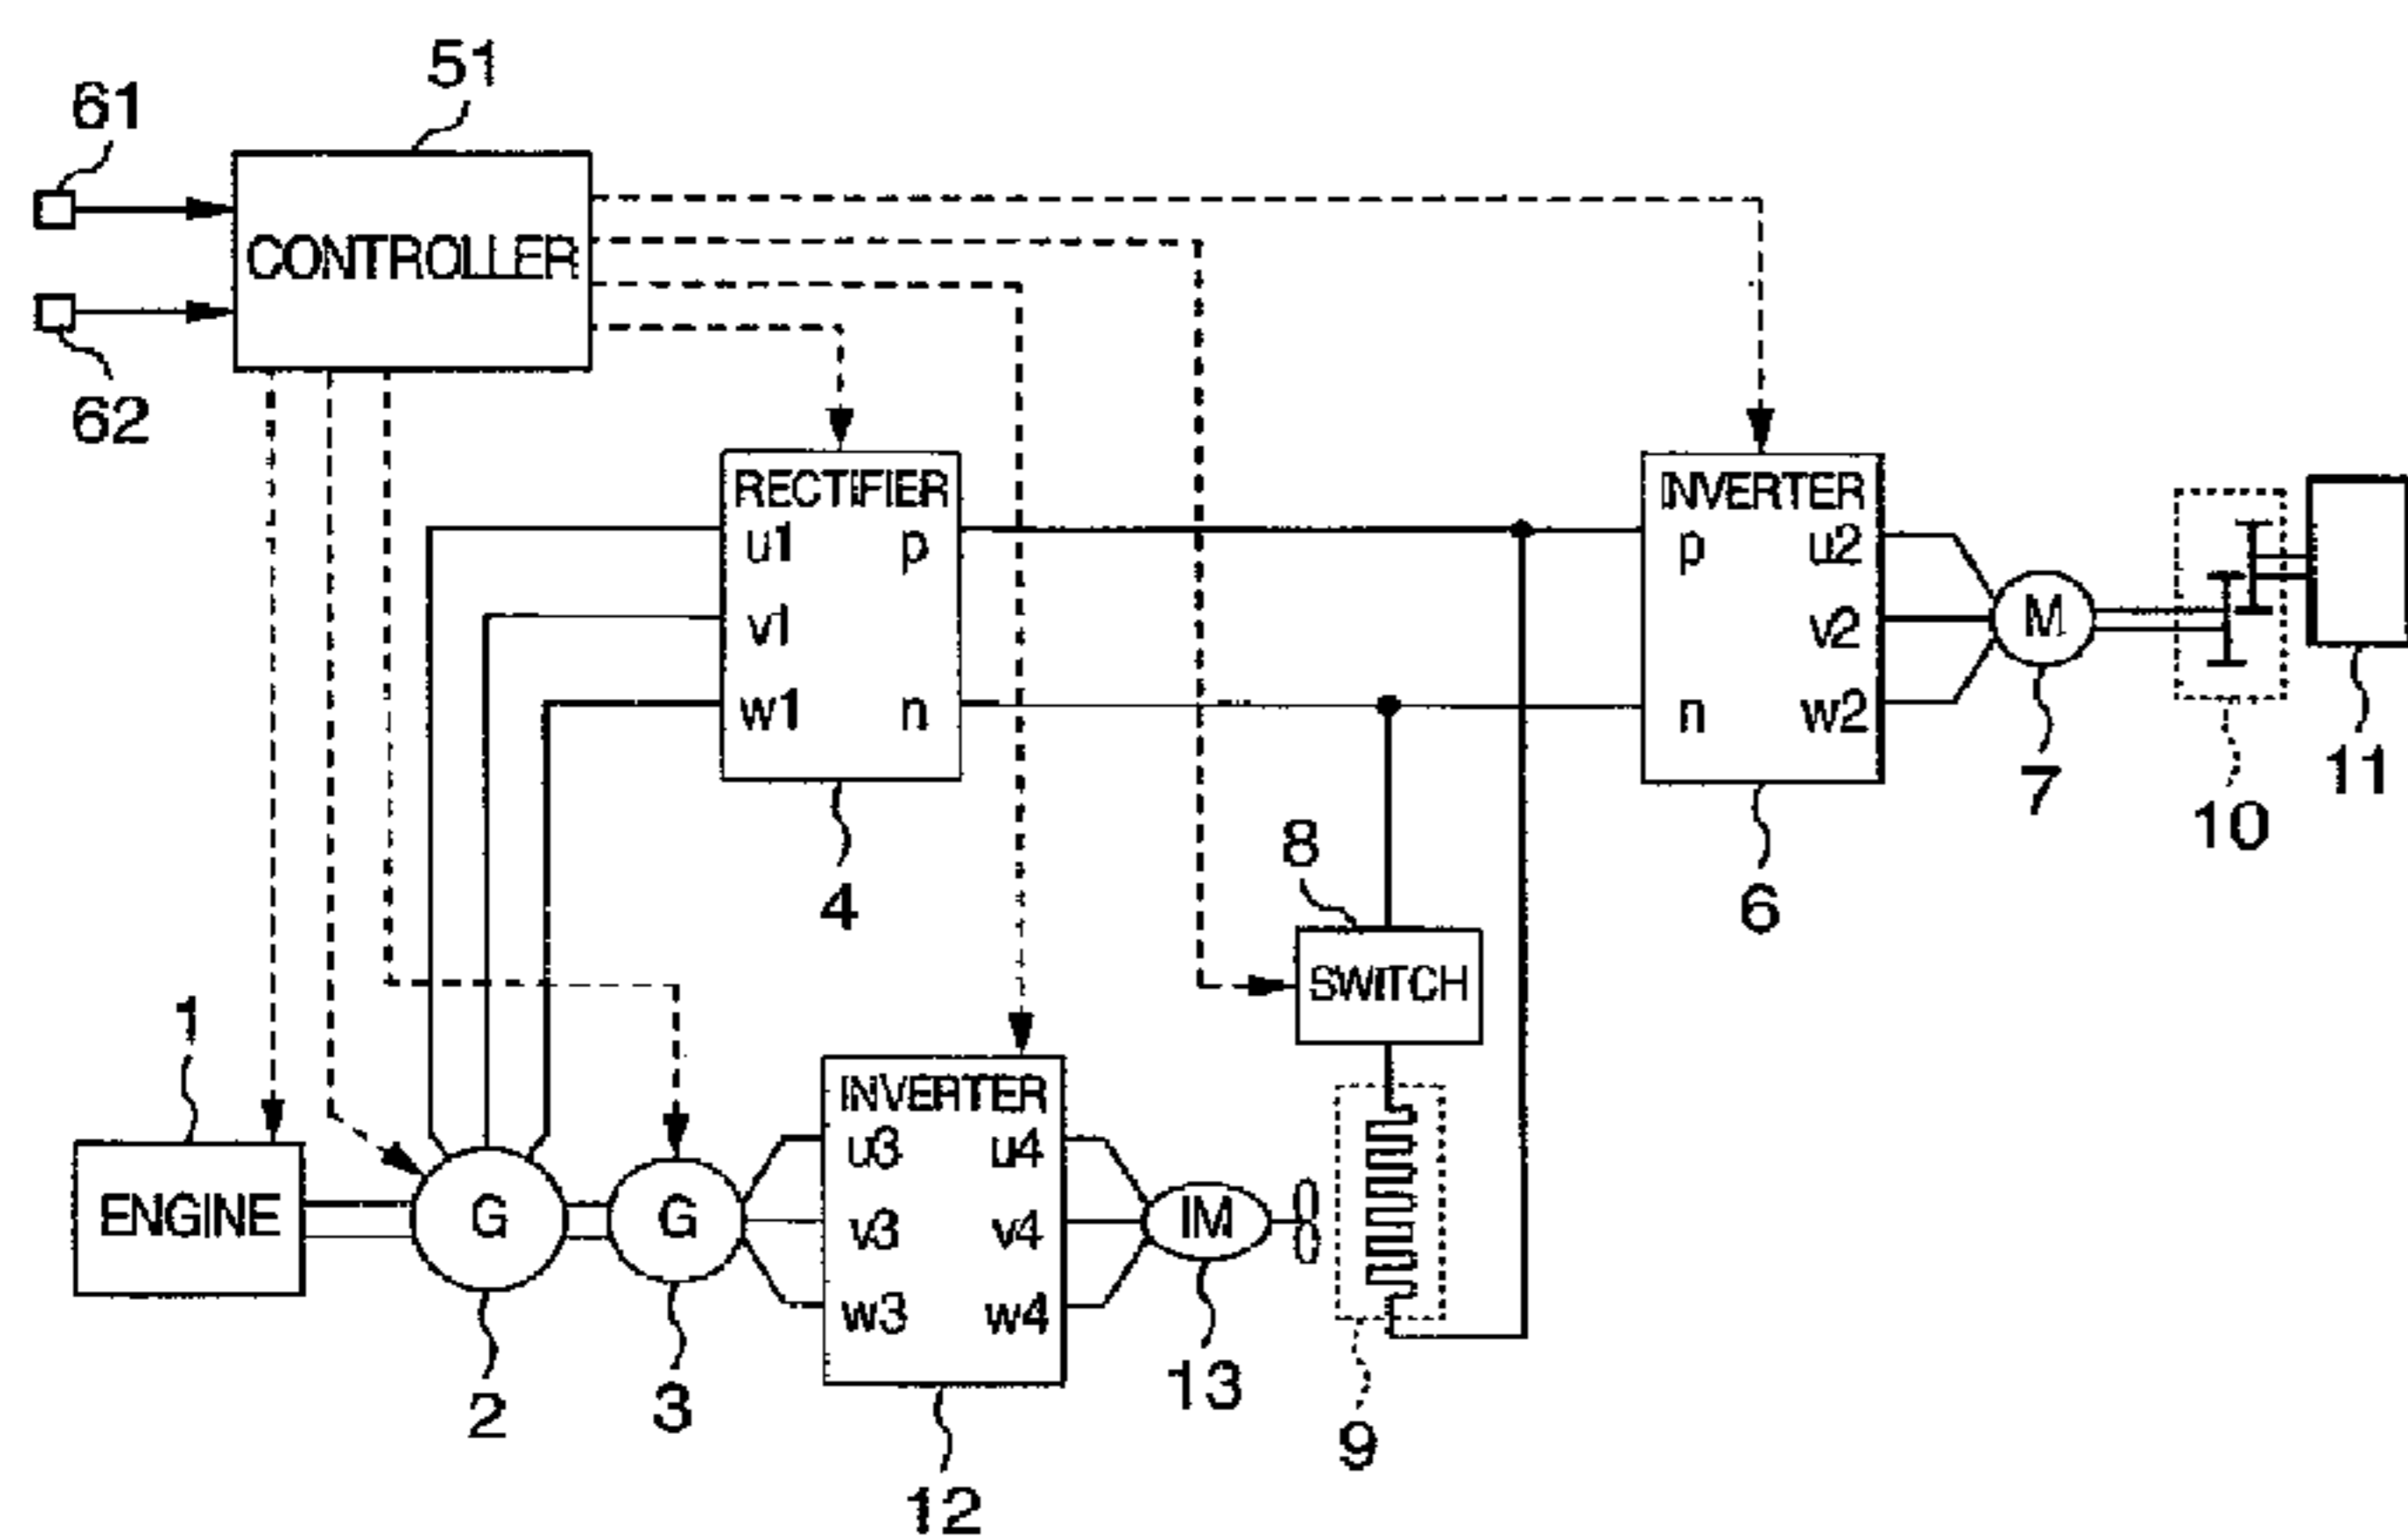 51
61
CONTROLLER
62
RECTIFIER
u1 p
v1
w1 n
4
INVERTER
p u2
v2
n w2
6
M
7
10
11
8
SWITCH
1
ENGINE
G
2
G
3
INVERTER
u3 u4
v3 v4
w3 w4
12
IM
13
9